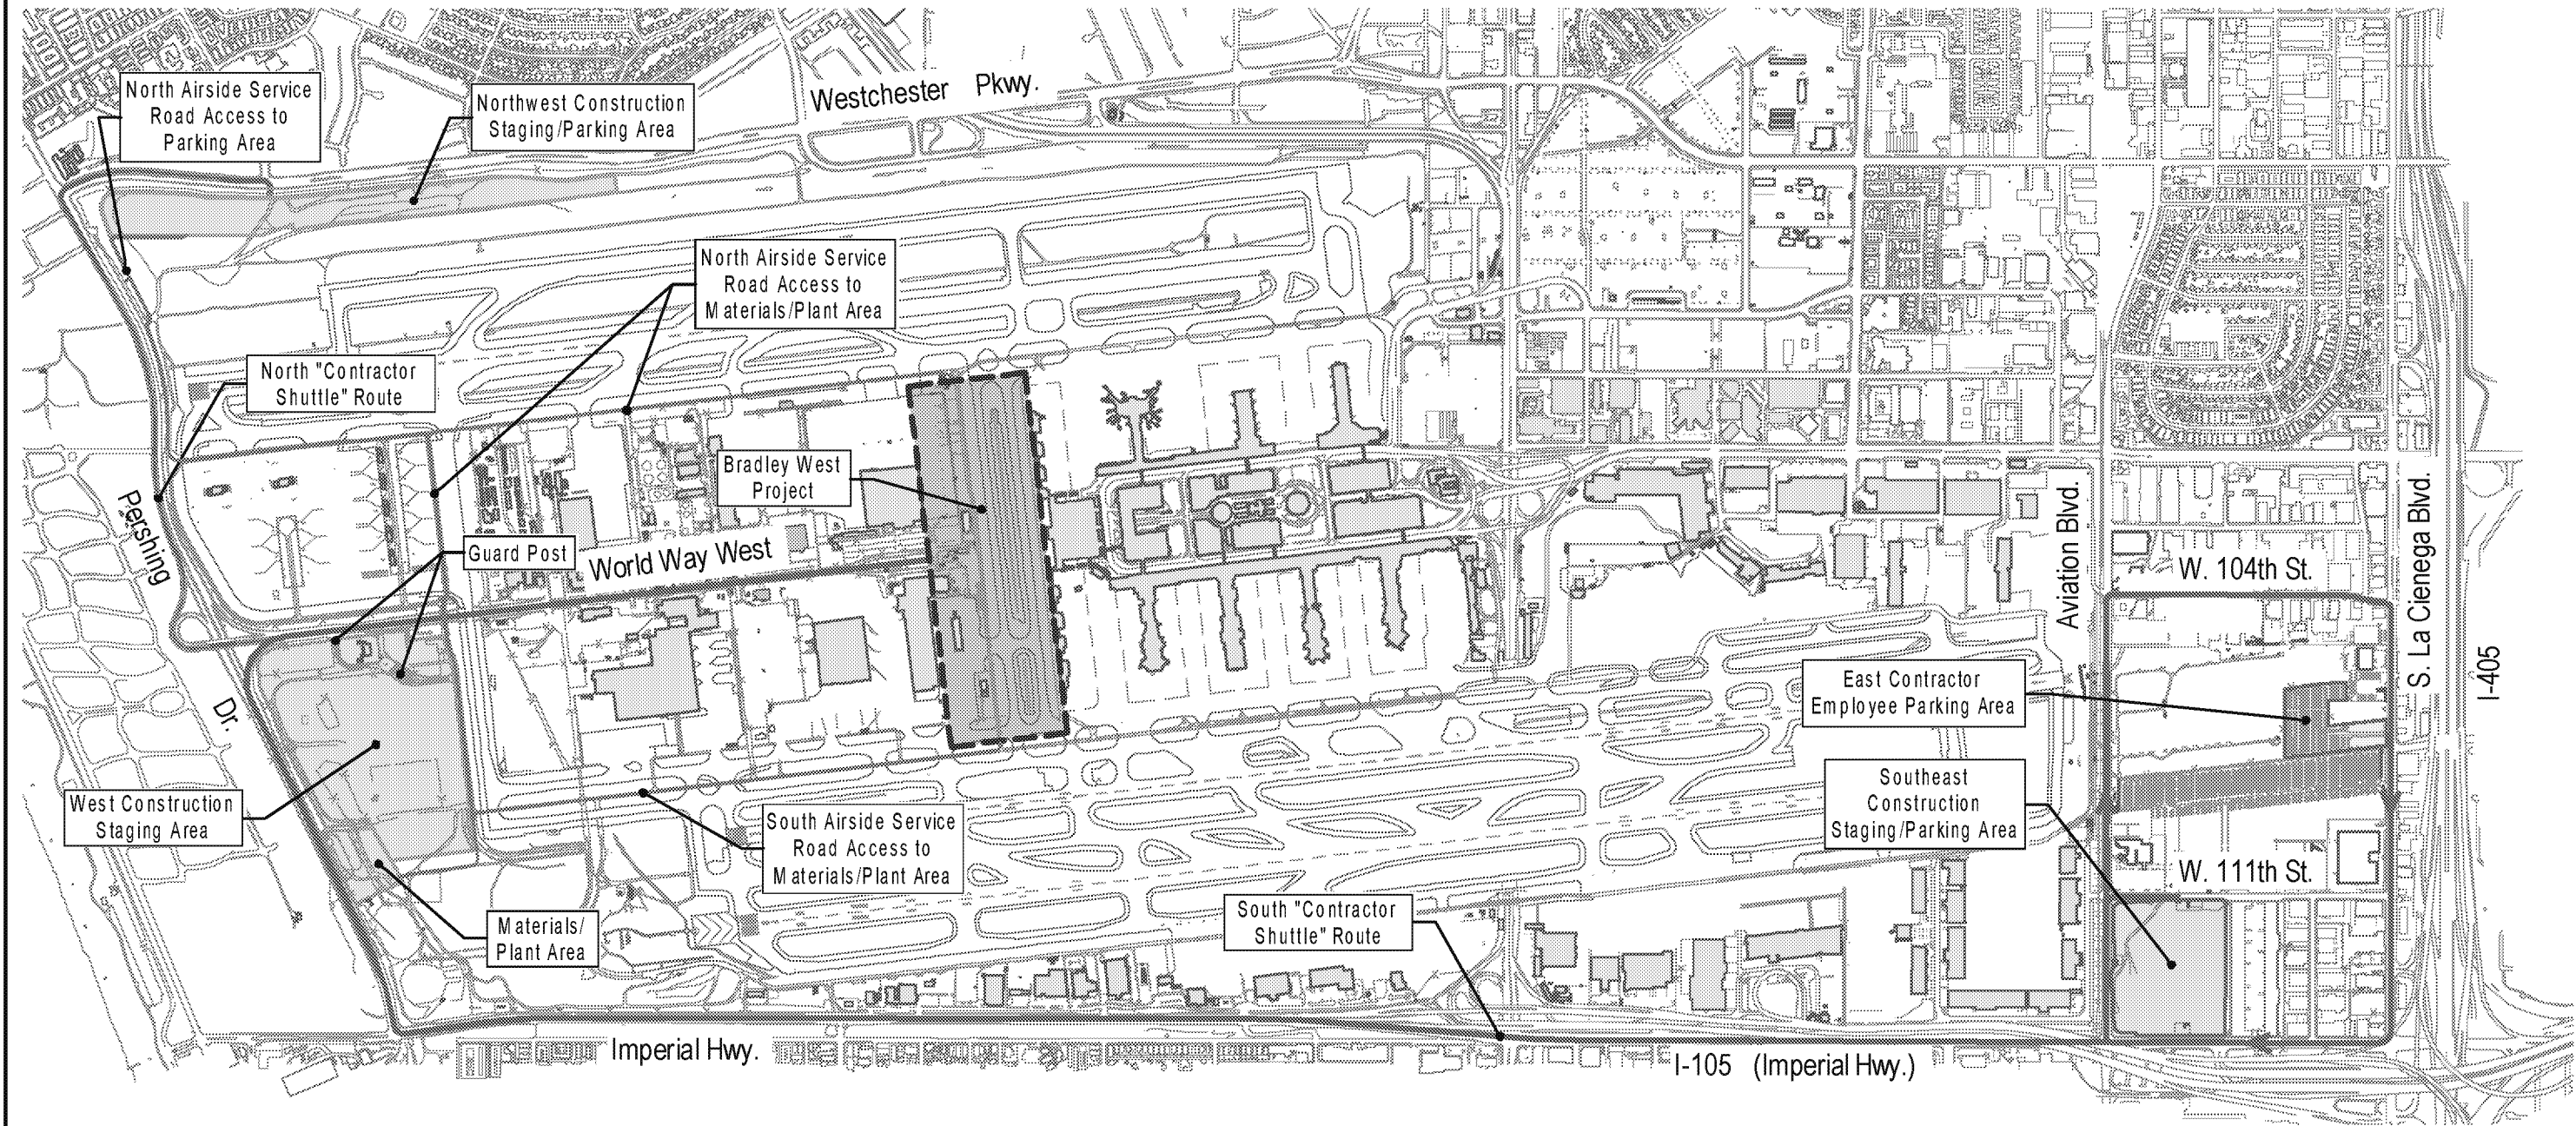 Westchester Pkwy.
North Airside Service
Road Access to
Parking Area
Northwest Construction
Staging/Parking Area
North Airside Service
Road Access to
Materials/Plant Area
North "Contractor
Shuttle" Route
Bradley West
Project
Pershing
Dr.
Guard Post
World Way West
Aviation Blvd.
W. 104th St.
S. La Cienega Blvd.
I-405
East Contractor
Employee Parking Area
West Construction
Staging Area
South Airside Service
Road Access to
Materials/Plant Area
Southeast
Construction
Staging/Parking Area
W. 111th St.
Materials/
Plant Area
South "Contractor
Shuttle" Route
Imperial Hwy.
I-105 (Imperial Hwy.)